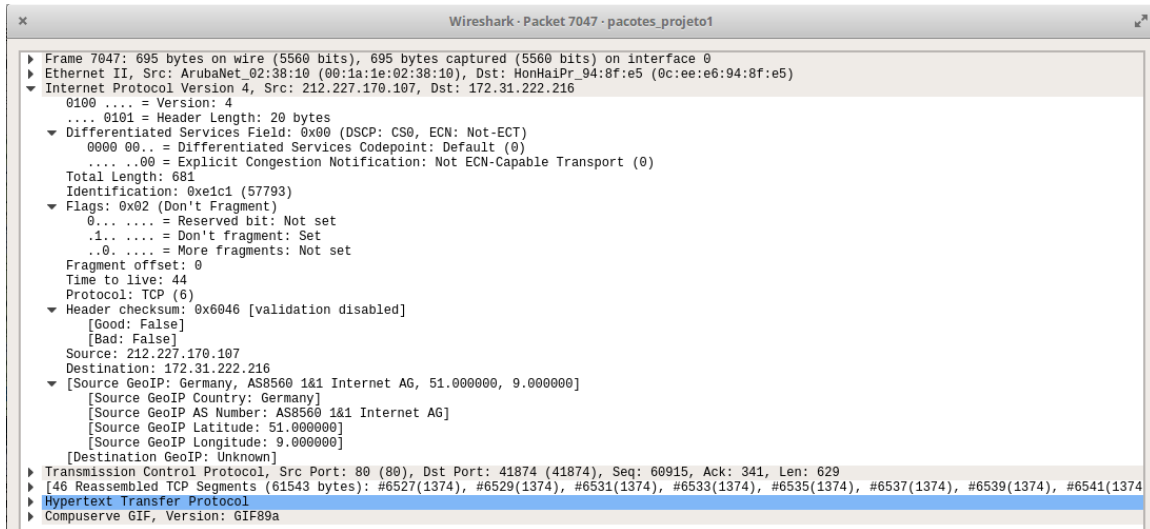 Wireshark · Packet 7047 · pacotes_projeto1
Frame 7047: 695 bytes on wire (5560 bits), 695 bytes captured (5560 bits) on interface 0
Ethernet II, Src: ArubaNet_02:38:10 (00:1a:1e:02:38:10), Dst: HonHaiPr_94:8f:e5 (0c:ee:e6:94:8f:e5)
Internet Protocol Version 4, Src: 212.227.170.107, Dst: 172.31.222.216
0100 .... = Version: 4
.... 0101 = Header Length: 20 bytes
Differentiated Services Field: 0x00 (DSCP: CS0, ECN: Not-ECT)
0000 00.. = Differentiated Services Codepoint: Default (0)
.... ..00 = Explicit Congestion Notification: Not ECN-Capable Transport (0)
Total Length: 681
Identification: 0xe1c1 (57793)
Flags: 0x02 (Don't Fragment)
0... .... = Reserved bit: Not set
.1.. .... = Don't fragment: Set
..0. .... = More fragments: Not set
Fragment offset: 0
Time to live: 44
Protocol: TCP (6)
Header checksum: 0x6046 [validation disabled]
[Good: False]
[Bad: False]
Source: 212.227.170.107
Destination: 172.31.222.216
[Source GeoIP: Germany, AS8560 1&1 Internet AG, 51.000000, 9.000000]
[Source GeoIP Country: Germany]
[Source GeoIP AS Number: AS8560 1&1 Internet AG]
[Source GeoIP Latitude: 51.000000]
[Source GeoIP Longitude: 9.000000]
[Destination GeoIP: Unknown]
Transmission Control Protocol, Src Port: 80 (80), Dst Port: 41874 (41874), Seq: 60915, Ack: 341, Len: 629
[46 Reassembled TCP Segments (61543 bytes): #6527(1374), #6529(1374), #6531(1374), #6533(1374), #6535(1374), #6537(1374), #6539(1374), #6541(1374
Hypertext Transfer Protocol
Compuserve GIF, Version: GIF89a